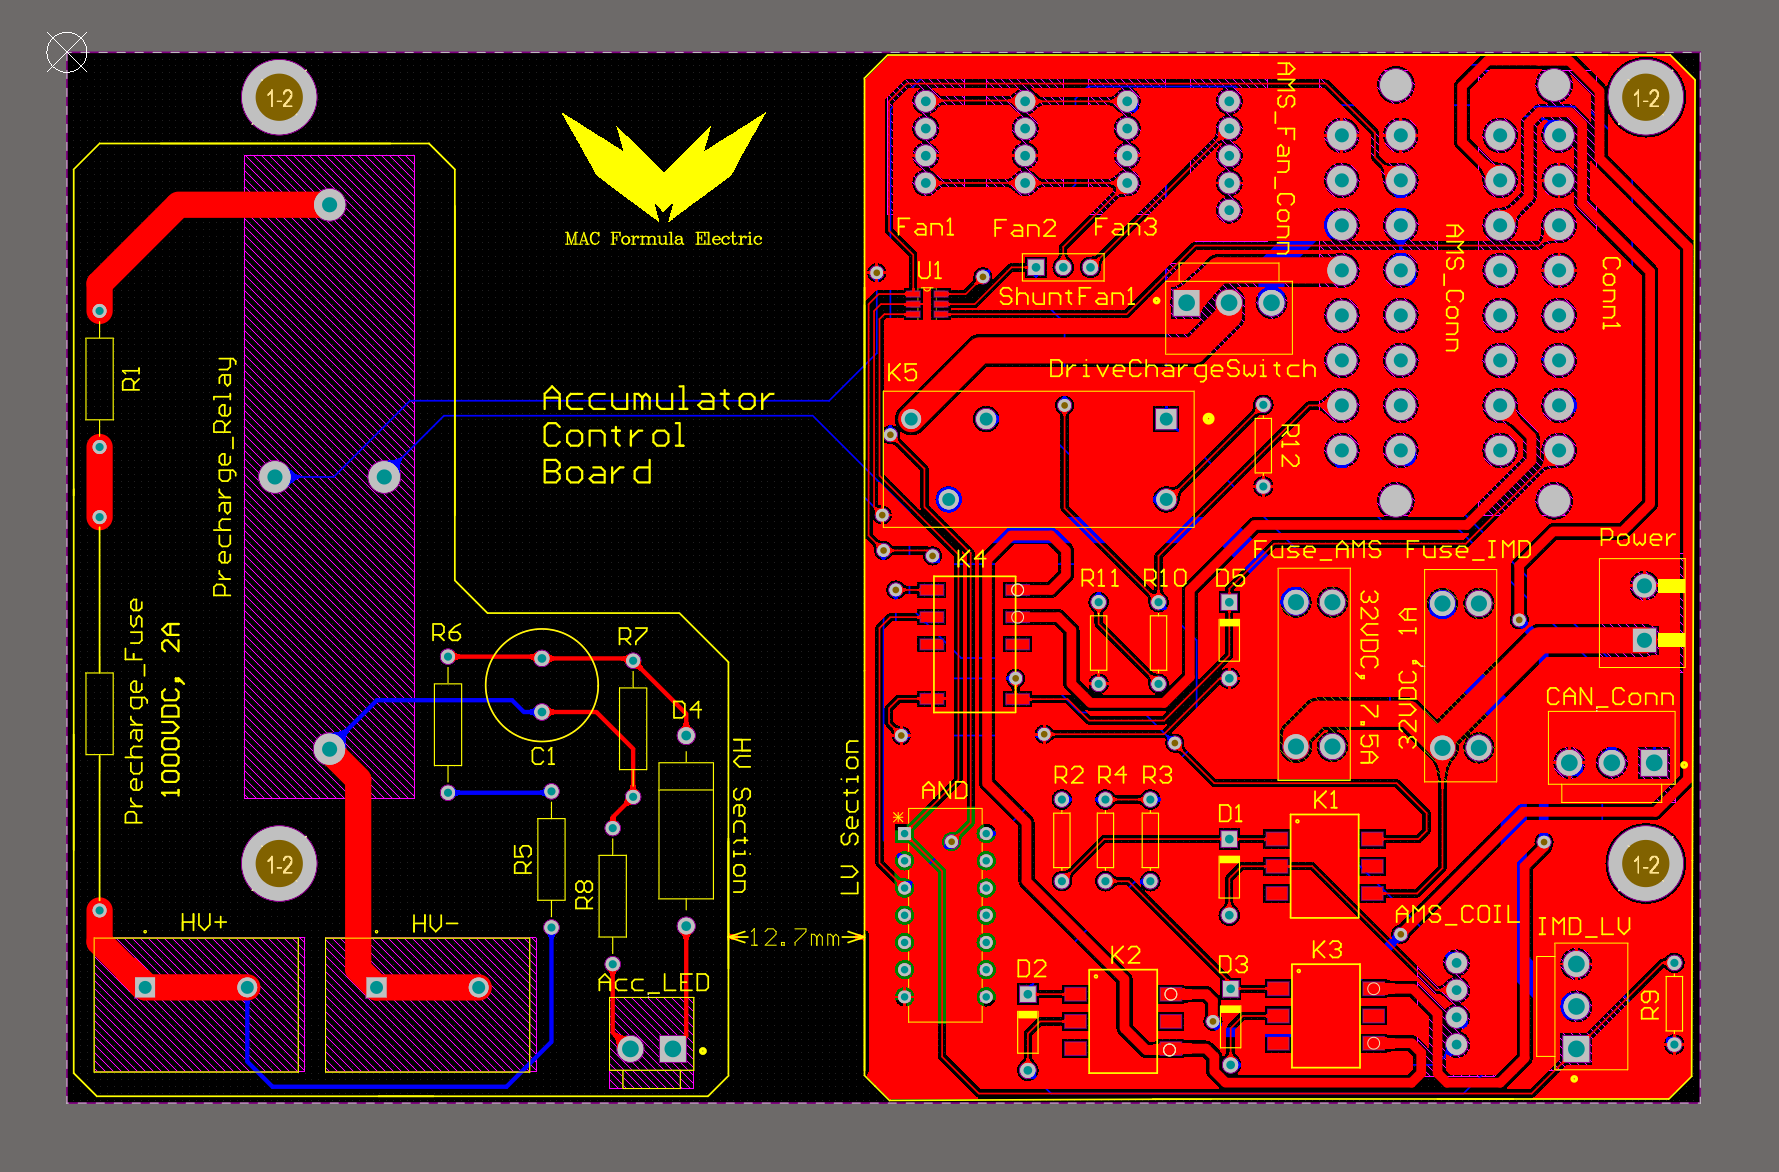 1-2
1-2
MAC Formula Electric
AMS_Fan_Conn
Fan1
Fan2
Fan3
U1
ShuntFan1
AMS_Conn
Conn1
Precharge_Relay
R1
Accumulator
Control
Board
K5
DriveChargeSwitch
R12
K4
R11
R10
D5
Fuse_AMS
Fuse_IMD
Power
Precharge_Fuse
1000VDC, 2A
R6
R7
D4
C1
32VDC, 7.5A
32VDC, 1A
CAN_Conn
HV Section
LV Section
AND
*
R2
R4
R3
D1
K1
1-2
R5
R8
1-2
HV+
HV-
12.7mm
AMS_COIL
IMD_LV
Acc_LED
D2
K2
D3
K3
R9